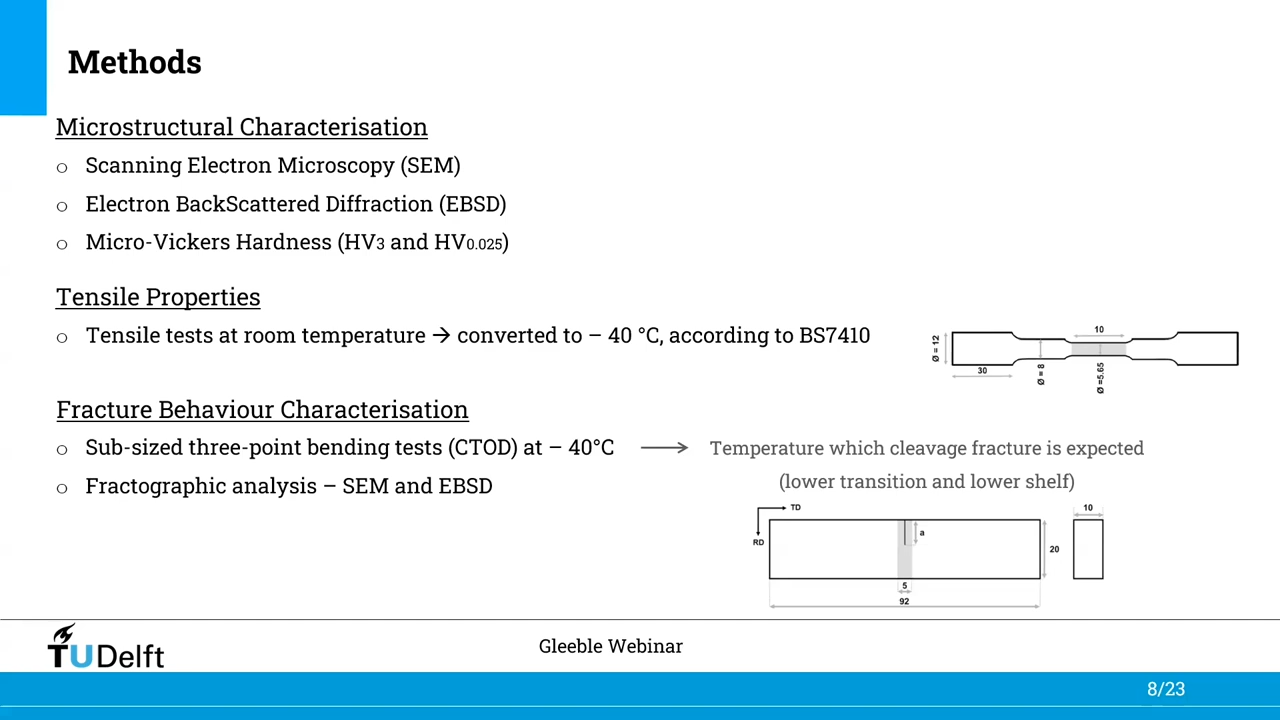 Methods
Microstructural Characterisation
o Scanning Electron Microscopy (SEM)
o Electron BackScattered Diffraction (EBSD)
o Micro-Vickers Hardness (HV3 and HV0.025)
Tensile Properties
o Tensile tests at room temperature → converted to – 40 °C, according to BS7410
10
Ø = 12
30
Ø = 8
Ø =5.65
Fracture Behaviour Characterisation
o Sub-sized three-point bending tests (CTOD) at – 40°C → Temperature which cleavage fracture is expected
(lower transition and lower shelf)
o Fractographic analysis – SEM and EBSD
TD
RD
a
20
10
5
92
TUDelft
Gleeble Webinar
8/23